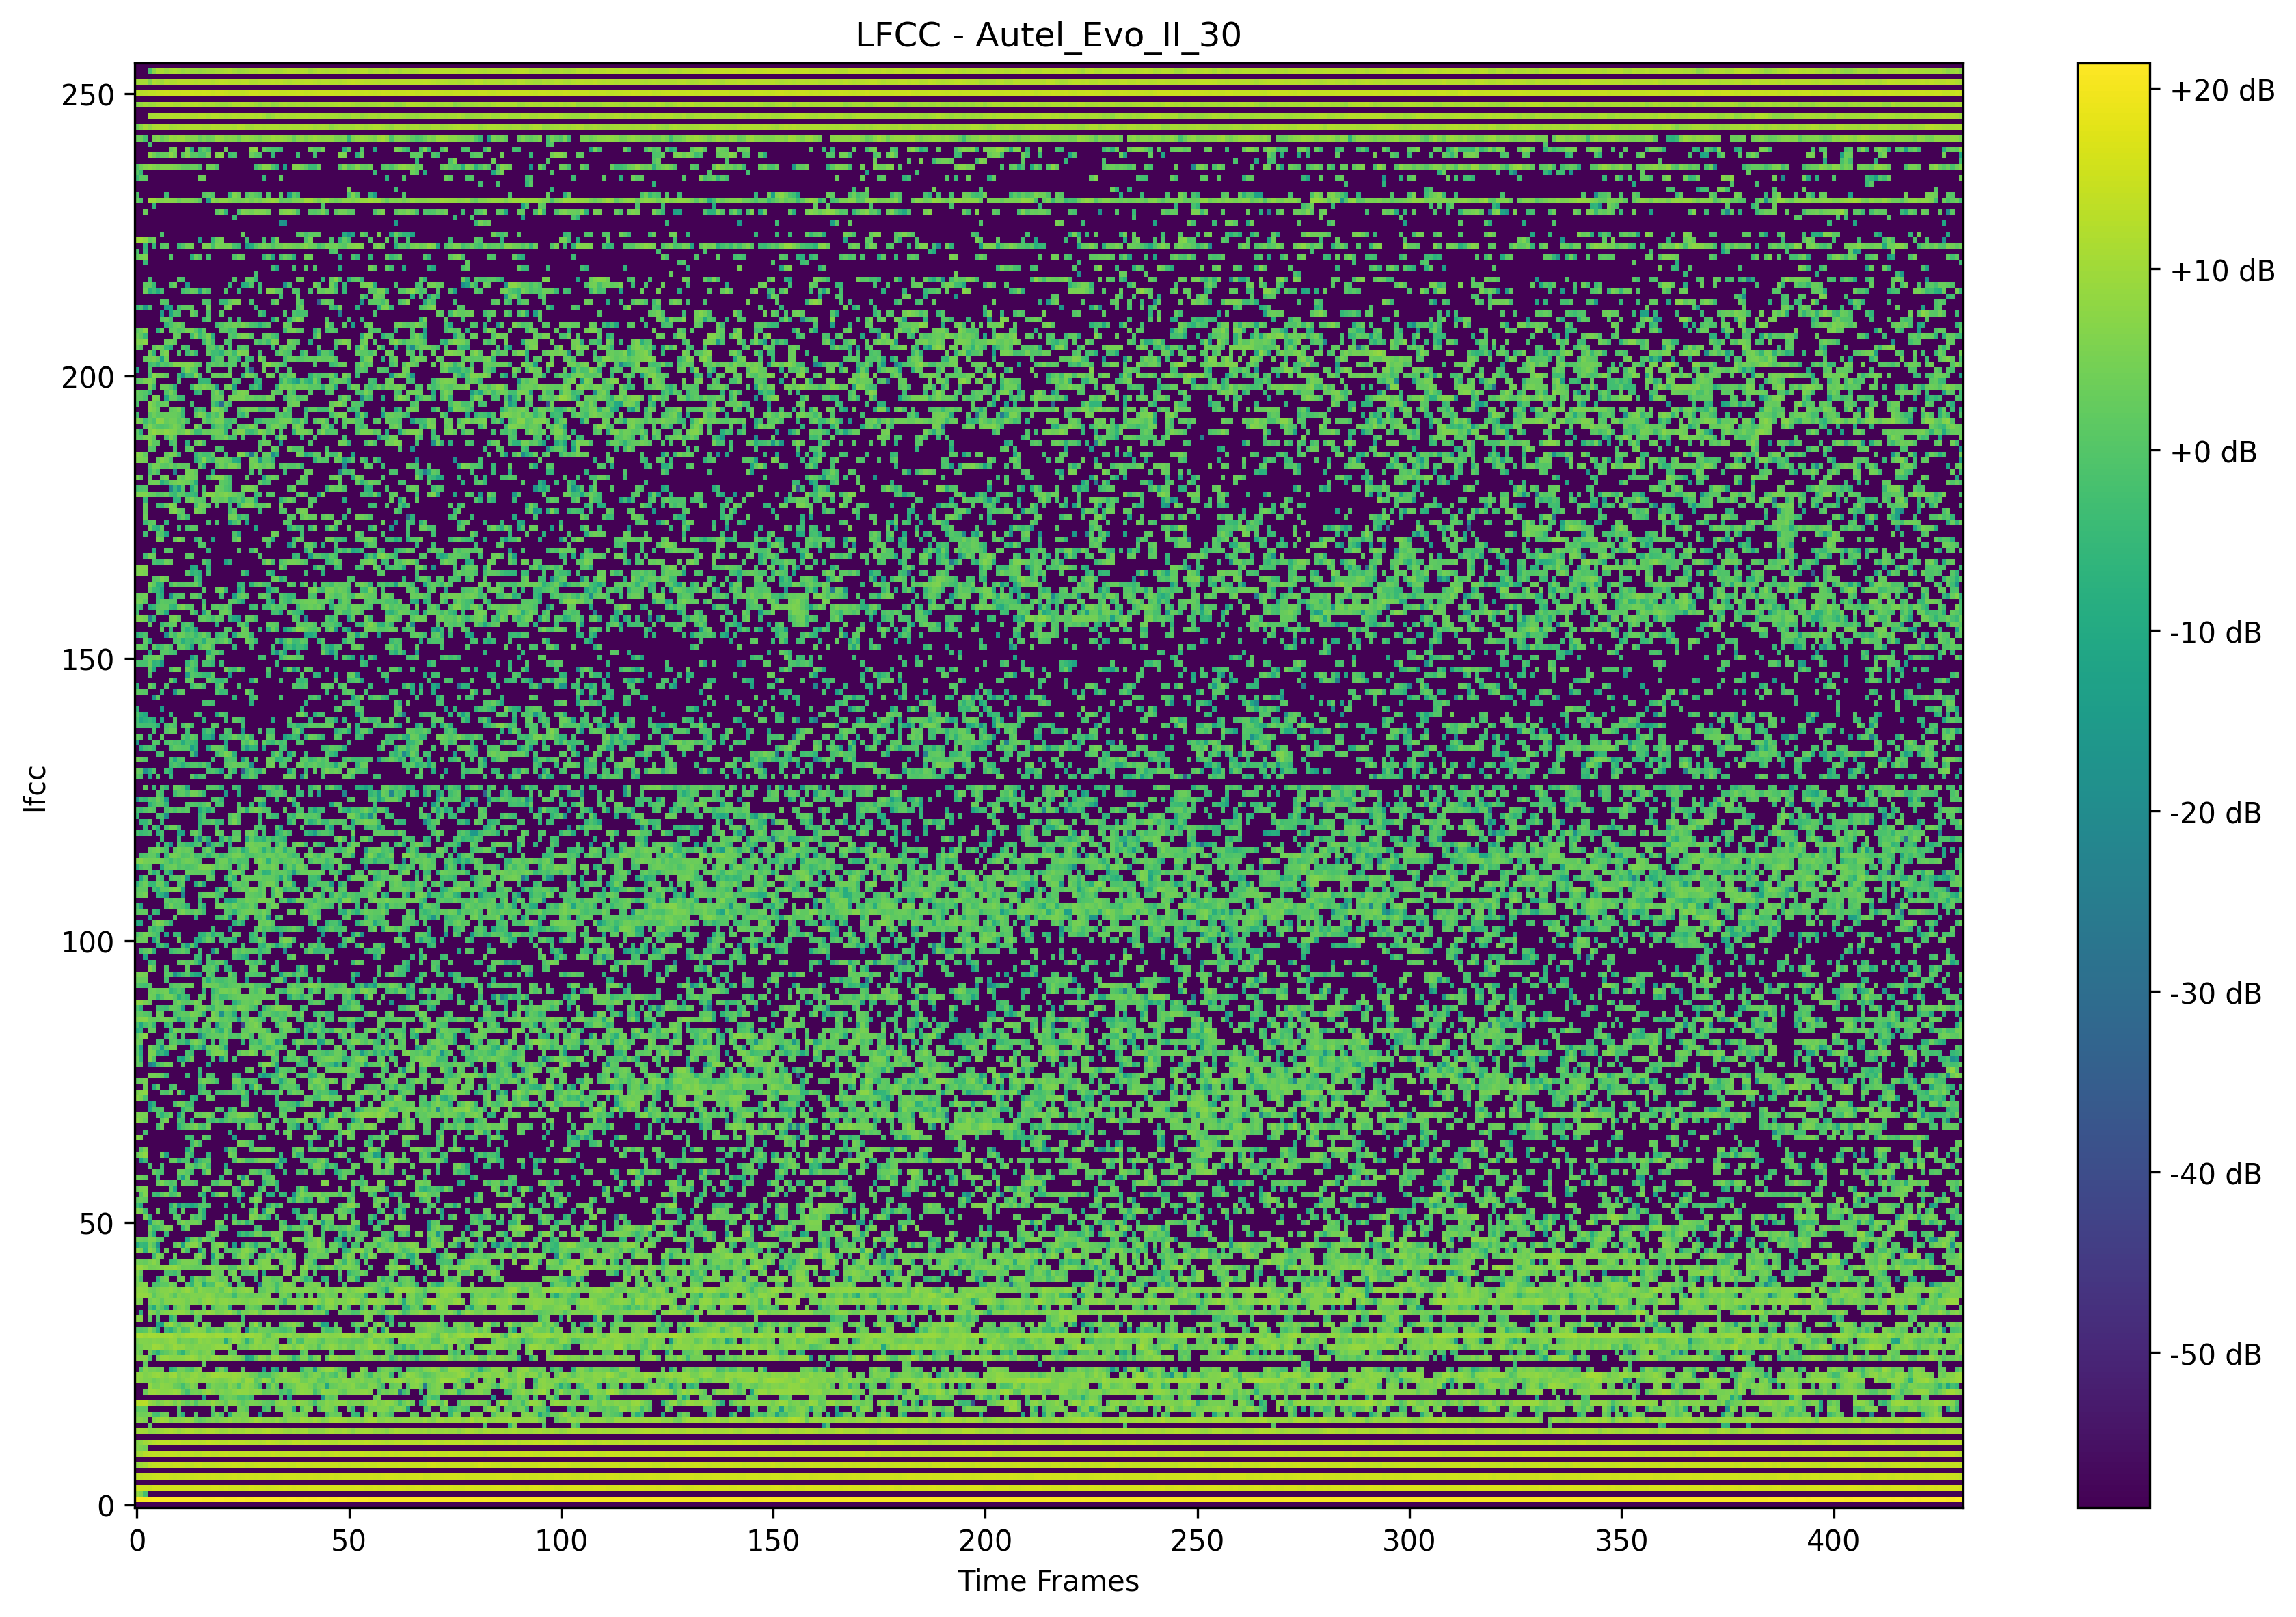 LFCC - Autel_Evo_II_30
250
200
150
100
50
0
lfcc
0 50 100 150 200 250 300 350 400
Time Frames
+20 dB
+10 dB
+0 dB
-10 dB
-20 dB
-30 dB
-40 dB
-50 dB